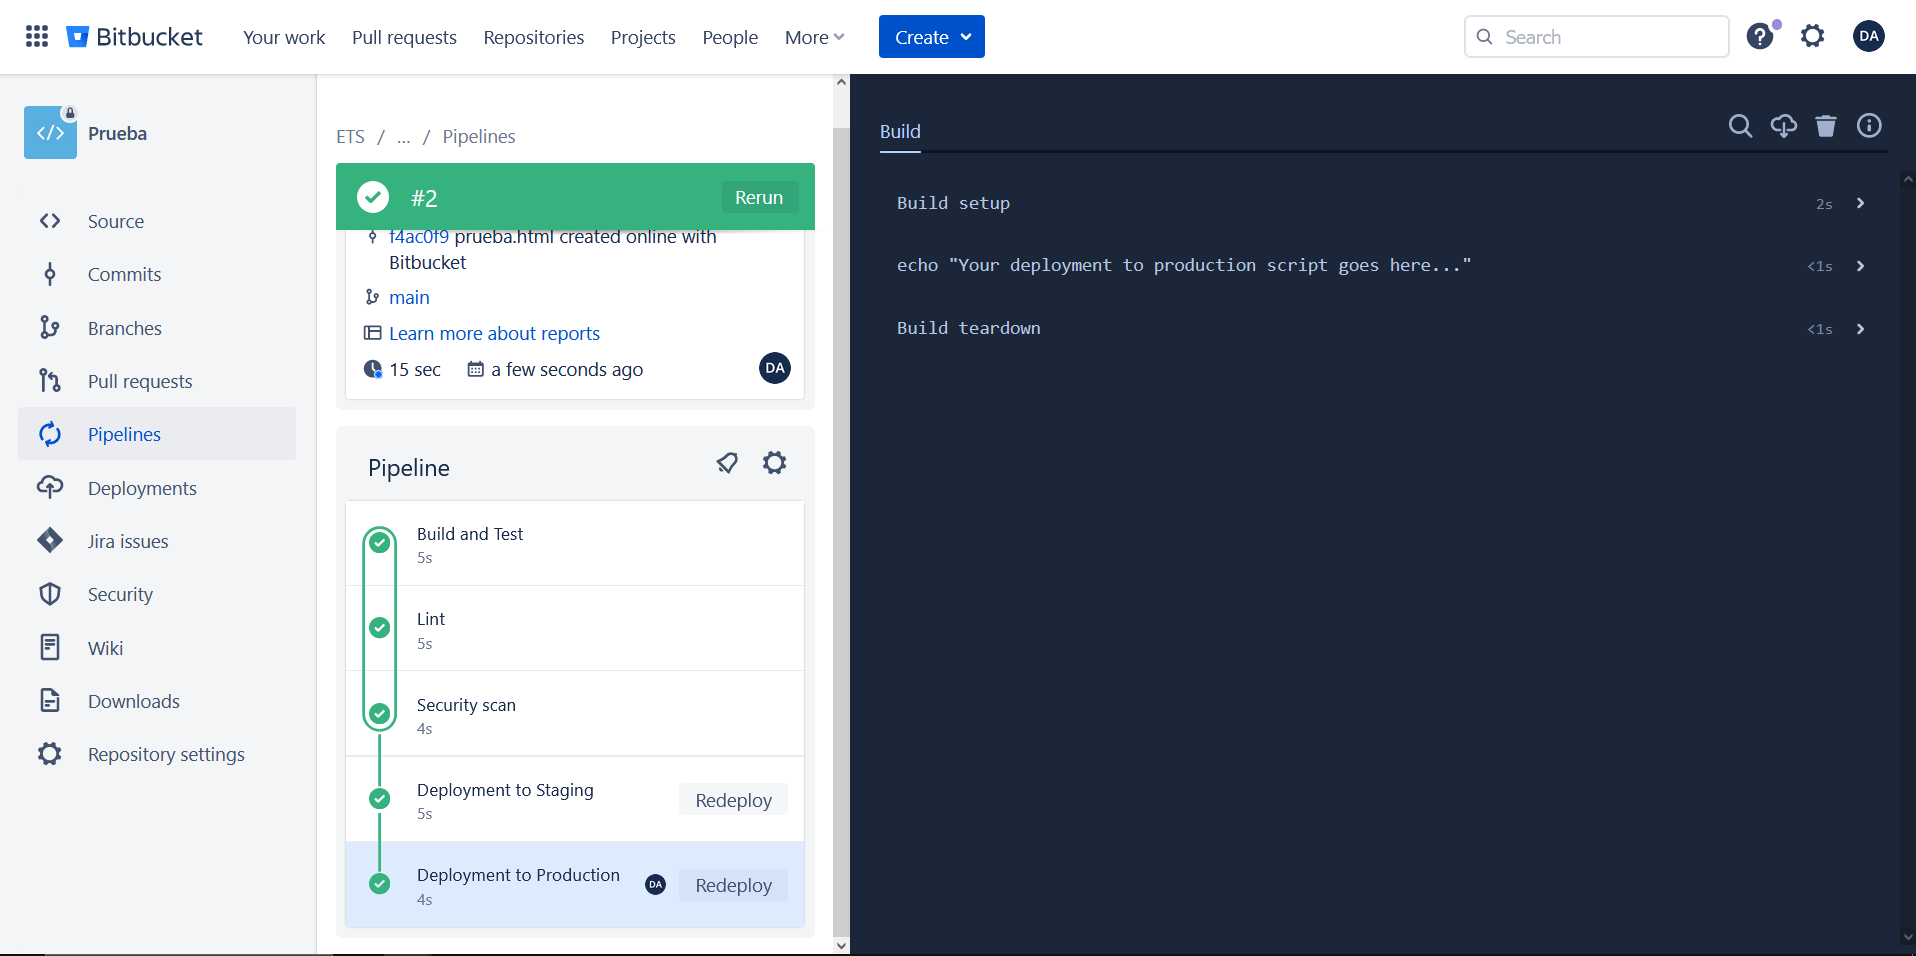 Bitbucket
Your work
Pull requests
Repositories
Projects
People
More
Create
Search
DA
Prueba
Source
Commits
Branches
Pull requests
Pipelines
Deployments
Jira issues
Security
Wiki
Downloads
Repository settings
ETS / ... / Pipelines
#2
Rerun
f4ac0f9 prueba.html created online with
Bitbucket
main
Learn more about reports
15 sec
a few seconds ago
DA
Pipeline
Build and Test
5s
Lint
5s
Security scan
4s
Deployment to Staging
5s
Redeploy
Deployment to Production
4s
DA
Redeploy
Build
Build setup
2s
echo "Your deployment to production script goes here..."
<1s
Build teardown
<1s